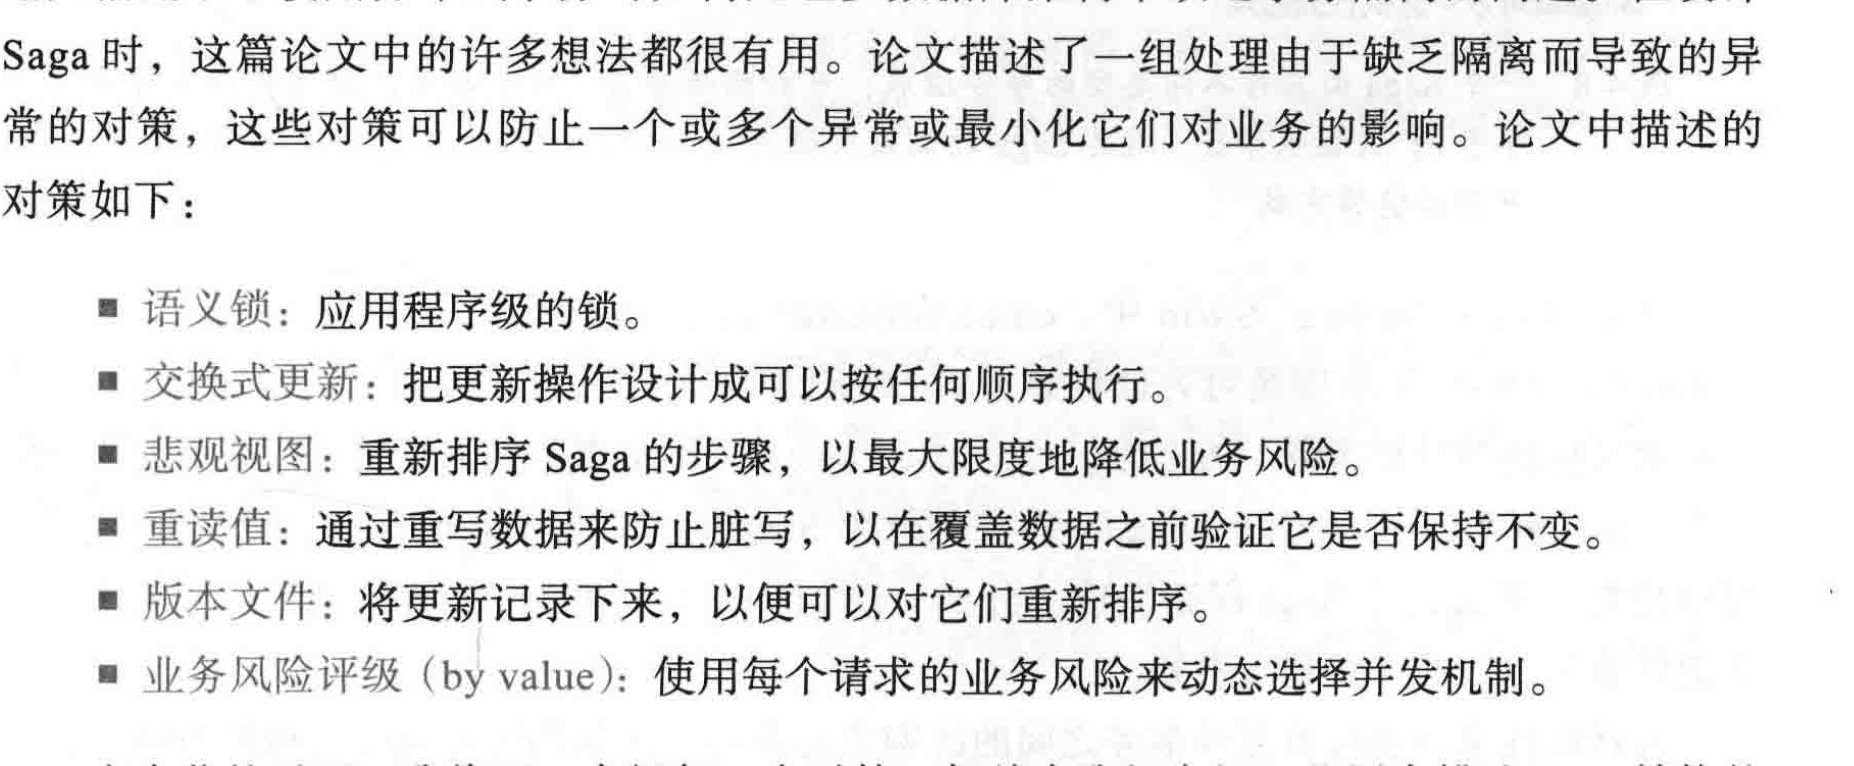 Saga 时，这篇论文中的许多想法都很有用。论文描述了一组处理由于缺乏隔离而导致的异
常的对策，这些对策可以防止一个或多个异常或最小化它们对业务的影响。论文中描述的
对策如下：
■ 语义锁：应用程序级的锁。
■ 交换式更新：把更新操作设计成可以按任何顺序执行。
■ 悲观视图：重新排序 Saga 的步骤，以最大限度地降低业务风险。
■ 重读值：通过重写数据来防止脏写，以在覆盖数据之前验证它是否保持不变。
■ 版本文件：将更新记录下来，以便可以对它们重新排序。
■ 业务风险评级（by value）：使用每个请求的业务风险来动态选择并发机制。